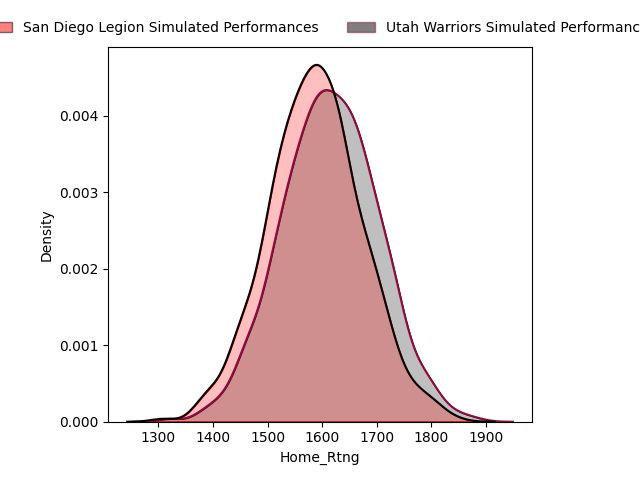 San Diego Legion Simulated Performances Utah Warriors Simulated Performanc
0.004
0.003
0.002
0.001
0.000
Density
1300 1400 1500 1600 1700 1800 1900
Home_Rtng